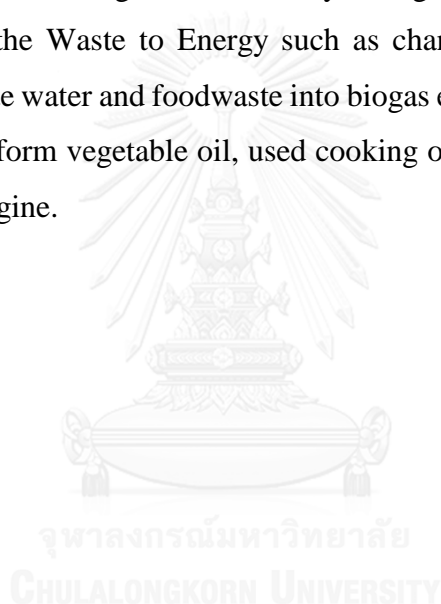 the Waste to Energy such as
e water and foodwaste into biogas
form vegetable oil, used cooking
gine.
จุฬาลงกรณ์มหาวิทยาลัย
CHULALONGKORN UNIVERSITY